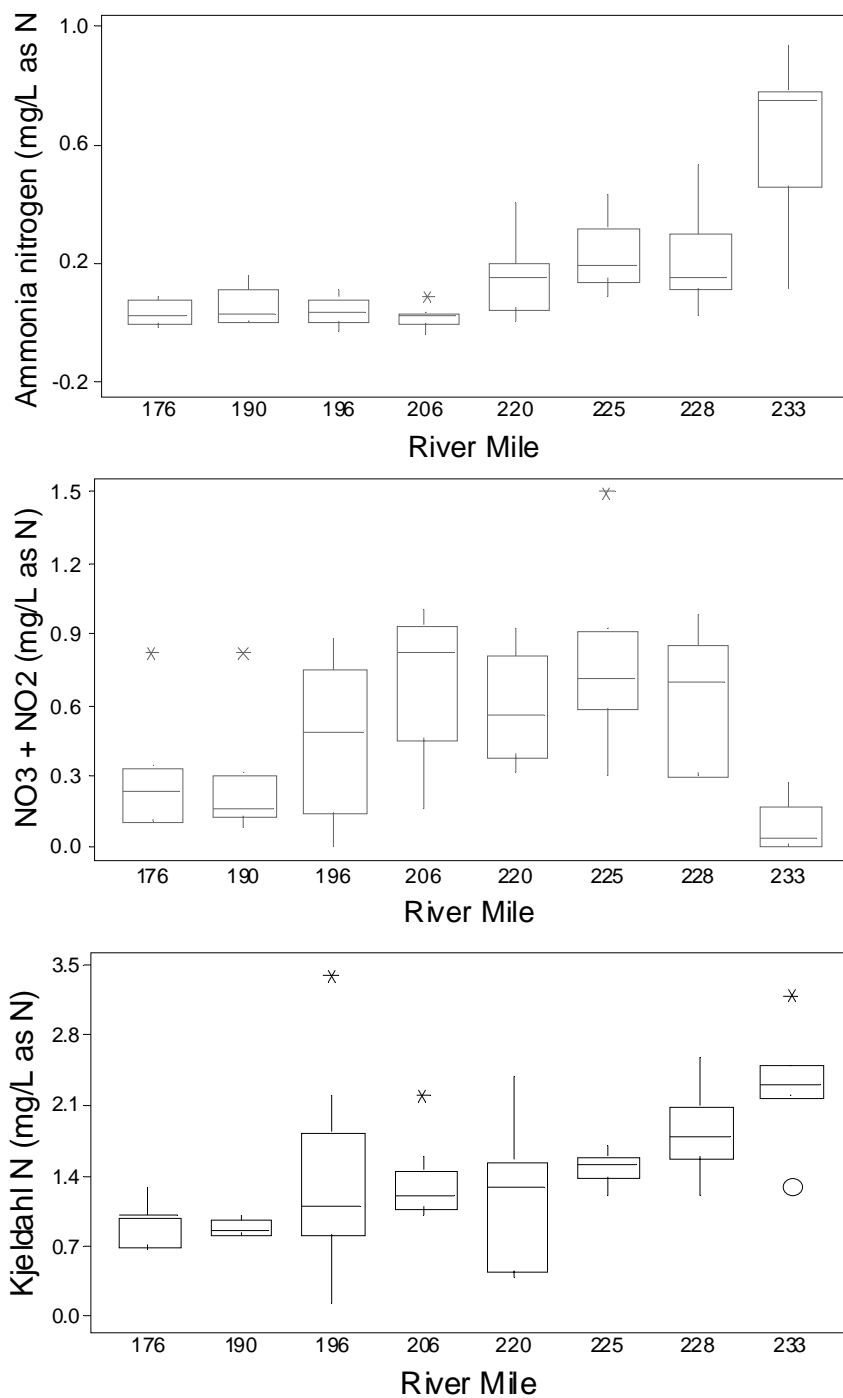 Ammonia nitrogen (mg/L as N)
1.0
0.6
0.2
-0.2
176 190 196 206 220 225 228 233
River Mile
NO3 + NO2 (mg/L as N)
1.5
1.2
0.9
0.6
0.3
0.0
176 190 196 206 220 225 228 233
River Mile
Kjeldahl N (mg/L as N)
3.5
2.8
2.1
1.4
0.7
0.0
176 190 196 206 220 225 228 233
River Mile